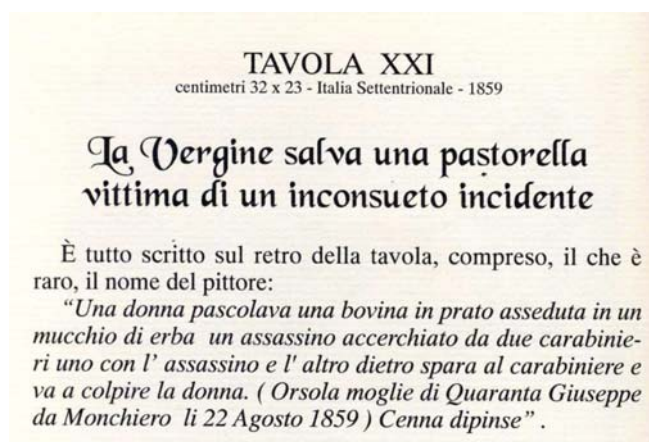 TAVOLA XXI
centimetri 32 x 23 - Italia Settentrionale - 1859
La Vergine salva una pastorella
vittima di un inconsueto incidente
È tutto scritto sul retro della tavola, compreso, il che è
raro, il nome del pittore:
“Una donna pascolava una bovina in prato asseduta in un
mucchio di erba un assassino accerchiato da due carabinie-
ri uno con l’ assassino e l' altro dietro spara al carabiniere e
va a colpire la donna. ( Orsola moglie di Quaranta Giuseppe
da Monchiero li 22 Agosto 1859 ) Cenna dipinse” .